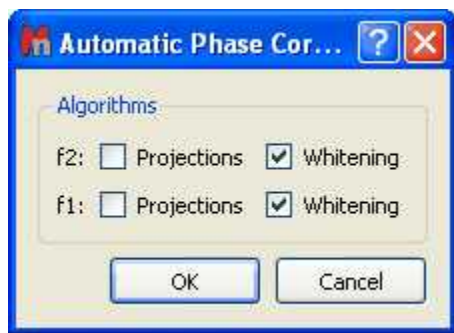 Automatic Phase Cor...
Algorithms
f2: Projections Whitening
f1: Projections Whitening
OK Cancel